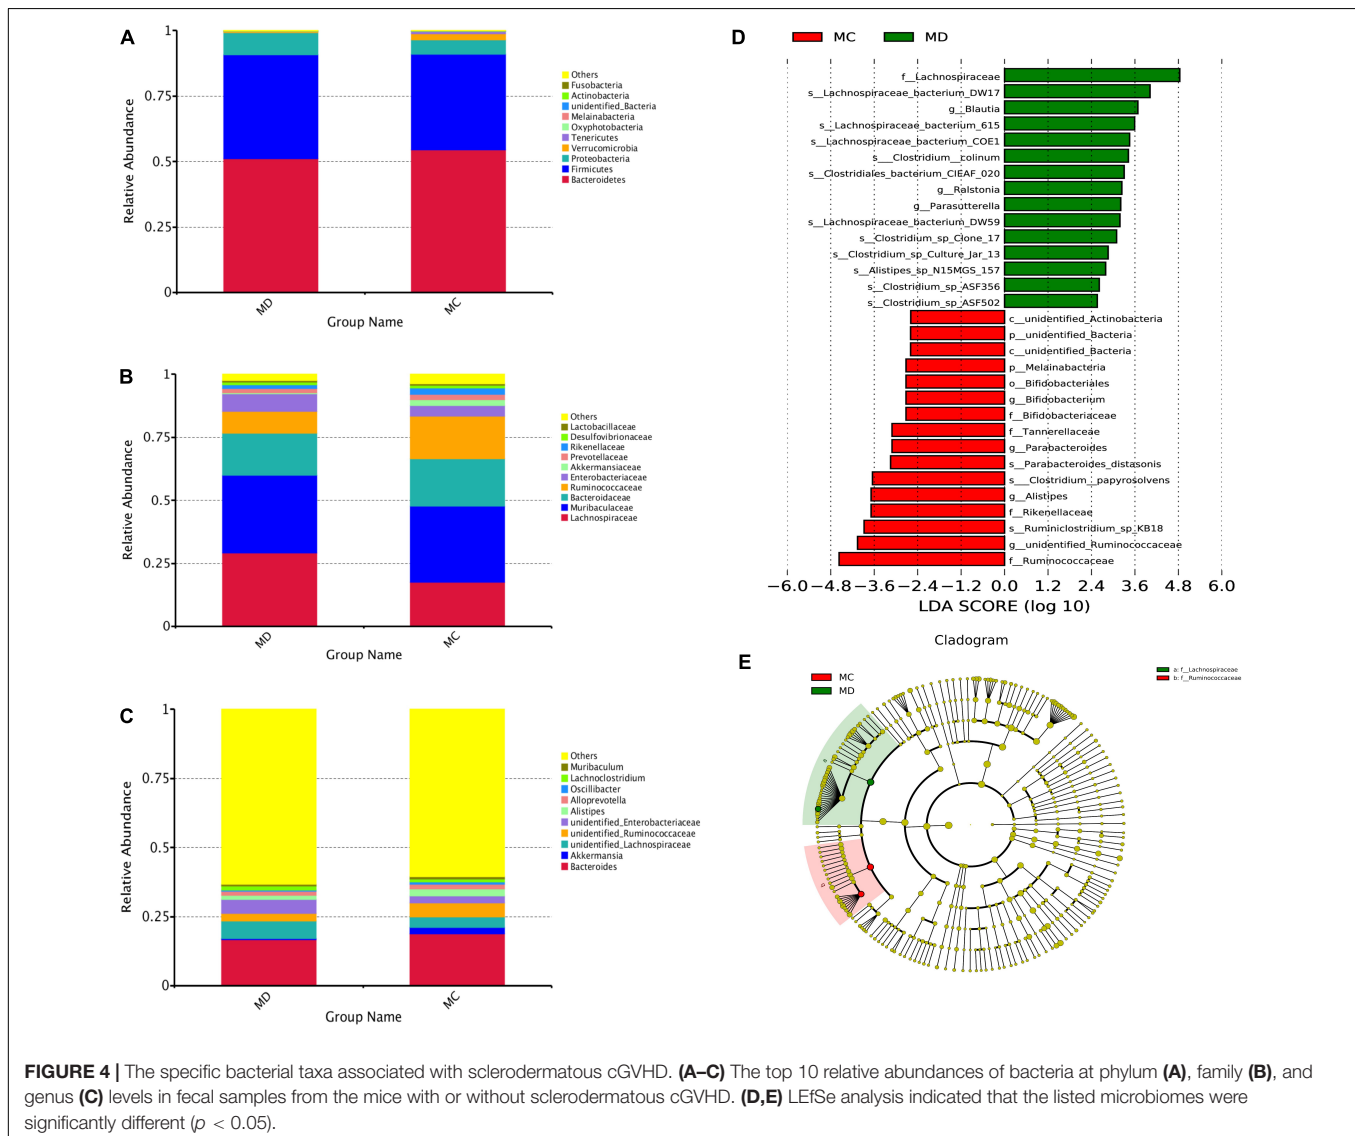 A
1
0.75
0.5
0.25
0
Relative Abundance
MD
MC
Group Name
Others
Fusobacteria
Actinobacteria
unidentified_Bacteria
Melainabacteria
Oxyphotobacteria
Tenericutes
Verrucomicrobia
Proteobacteria
Firmicutes
Bacteroidetes
B
1
0.75
0.5
0.25
0
Relative Abundance
MD
MC
Group Name
Others
Lactobacillaceae
Desulfovibrionaceae
Rikenellaceae
Prevotellaceae
Akkermansiaceae
Enterobacteriaceae
Ruminococcaceae
Bacteroidaceae
Muribaculaceae
Lachnospiraceae
C
1
0.75
0.5
0.25
0
Relative Abundance
MD
MC
Group Name
Others
Muribaculum
Lachnoclostridium
Oscillibacter
Alloprevotella
Alistipes
unidentified_Enterobacteriaceae
unidentified_Ruminococcaceae
unidentified_Lachnospiraceae
Akkermansia
Bacteroides
D
MC
MD
f__Lachnospiraceae
s__Lachnospiraceae_bacterium_DW17
g__Blautia
s__Lachnospiraceae_bacterium_615
s__Lachnospiraceae_bacterium_COE1
s___Clostridium__colinum
s__Clostridiales_bacterium_CIEAF_020
g__Ralstonia
g__Parasutterella
s__Lachnospiraceae_bacterium_DW59
s__Clostridium_sp_Clone_17
s__Clostridium_sp_Culture_Jar_13
s__Alistipes_sp_N15MGS_157
s__Clostridium_sp_ASF356
s__Clostridium_sp_ASF502
c__unidentified_Actinobacteria
p__unidentified_Bacteria
c__unidentified_Bacteria
p__Melainabacteria
o__Bifidobacteriales
g__Bifidobacterium
f__Bifidobacteriaceae
f__Tannerellaceae
g__Parabacteroides
s__Parabacteroides_distasonis
s___Clostridium__papyrosolvens
g__Alistipes
f__Rikenellaceae
s__Ruminiclostridium_sp_KB18
g__unidentified_Ruminococcaceae
f__Ruminococcaceae
−6.0 −4.8 −3.6 −2.4 −1.2 0.0 1.2 2.4 3.6 4.8 6.0
LDA SCORE (log 10)
Cladogram
E
MC
MD
a: f__Lachnospiraceae
b: f__Ruminococcaceae
FIGURE 4 | The specific bacterial taxa associated with sclerodermatous cGVHD. (A–C) The top 10 relative abundances of bacteria at phylum (A), family (B), and
genus (C) levels in fecal samples from the mice with or without sclerodermatous cGVHD. (D,E) LEfSe analysis indicated that the listed microbiomes were
significantly different (p < 0.05).